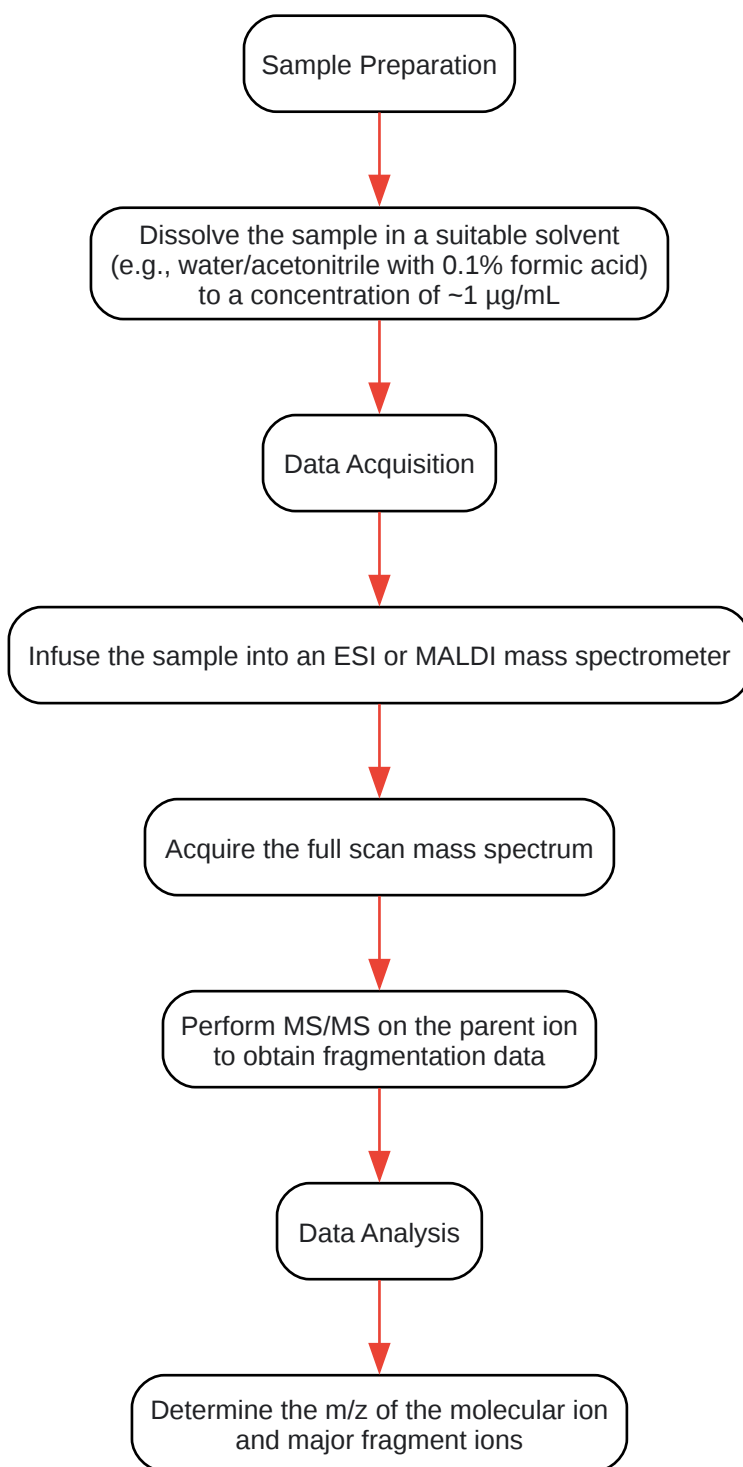 Sample Preparation
Dissolve the sample in a suitable solvent
(e.g., water/acetonitrile with 0.1% formic acid)
to a concentration of ~1 µg/mL
Data Acquisition
Infuse the sample into an ESI or MALDI mass spectrometer
Acquire the full scan mass spectrum
Perform MS/MS on the parent ion
to obtain fragmentation data
Data Analysis
Determine the m/z of the molecular ion
and major fragment ions